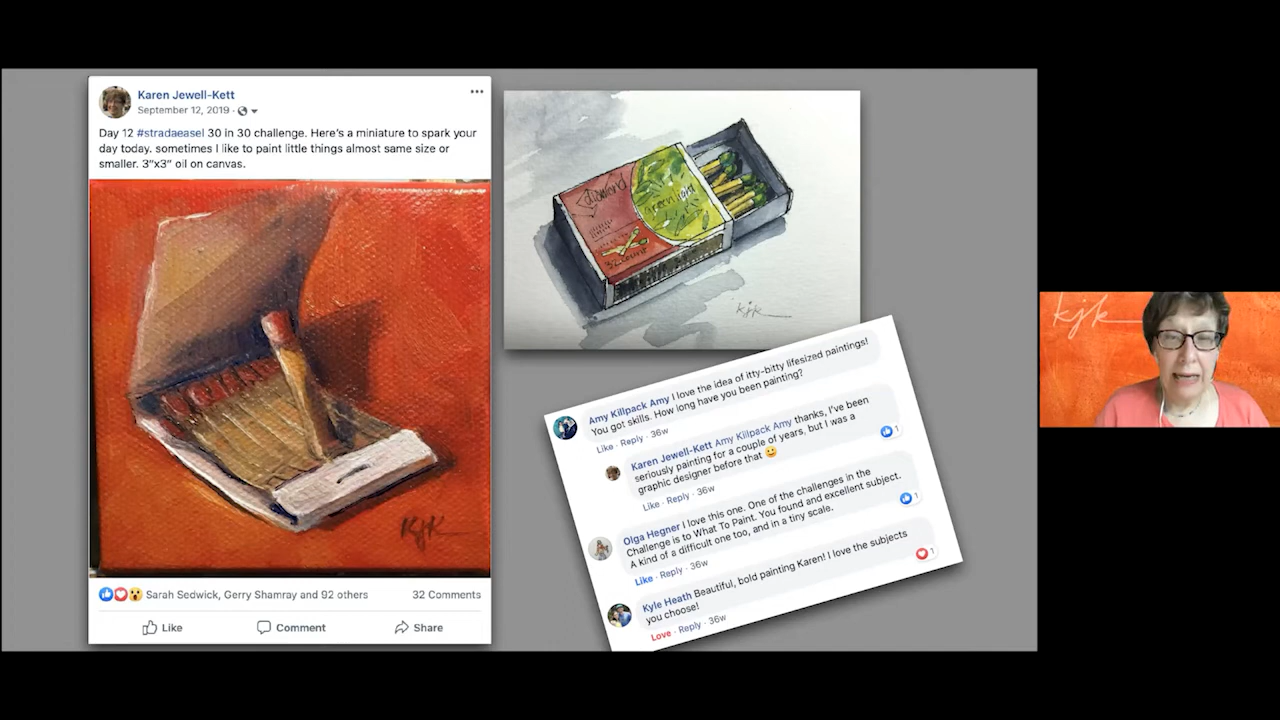 Karen Jewell-Kett
September 12, 2019
Day 12 #stradaeasel 30 in 30 challenge. Here's a miniature to spark your
day today. sometimes I like to paint little things almost same size or
smaller. 3"x3" oil on canvas.
KJK
Sarah Sedwick, Gerry Shamray and 92 others
32 Comments
Like
Comment
Share
diamond
greenlight
32 count
kjk
Amy Killpack Amy I love the idea of itty-bitty lifesized paintings!
You got skills. How long have you been painting?
Like · Reply · 36w
Karen Jewell-Kett Amy Killpack Amy thanks, I've been
seriously painting for a couple of years, but I was a
graphic designer before that 😀
1
Like · Reply · 36w
Olga Hegner I love this one. One of the challenges in the
Challenge is to What To Paint. You found and excellent subject.
A kind of a difficult one too, and in a tiny scale.
1
Like · Reply · 36w
Kyle Heath Beautiful, bold painting Karen! I love the subjects
you choose!
1
Love · Reply · 36w
kjk